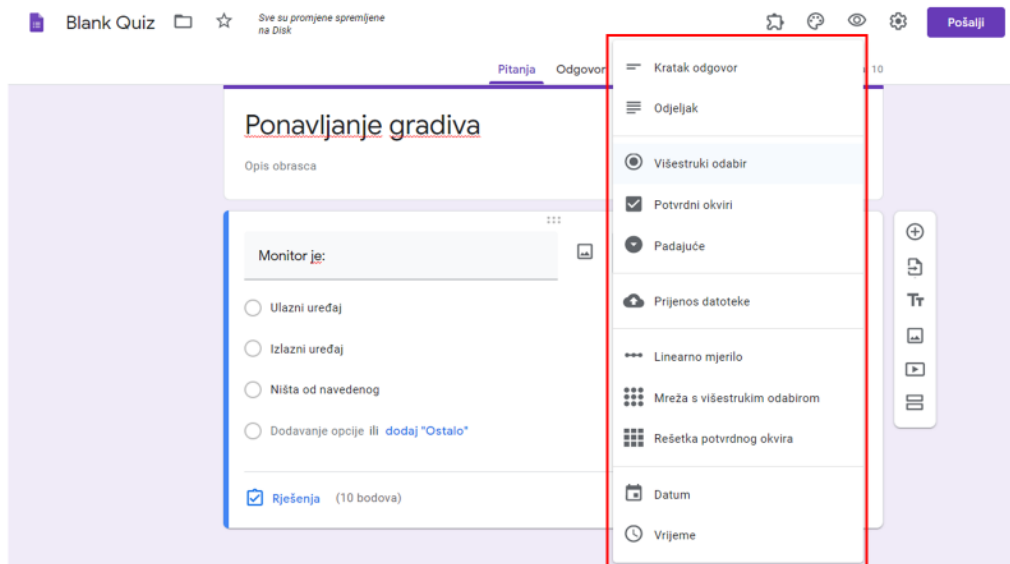 Blank Quiz
Sve su promjene spremljene
na Disk
Pošalji
Pitanja
Odgovor
10
Ponavljanje gradiva
Opis obrasca
Monitor je:
Ulazni uređaj
Izlazni uređaj
Ništa od navedenog
Dodavanje opcije ili dodaj "Ostalo"
Rješenja (10 bodova)
Kratak odgovor
Odjeljak
Višestruki odabir
Potvrdni okviri
Padajuće
Prijenos datoteke
Linearno mjerilo
Mreža s višestrukim odabirom
Rešetka potvrdnog okvira
Datum
Vrijeme
Tт